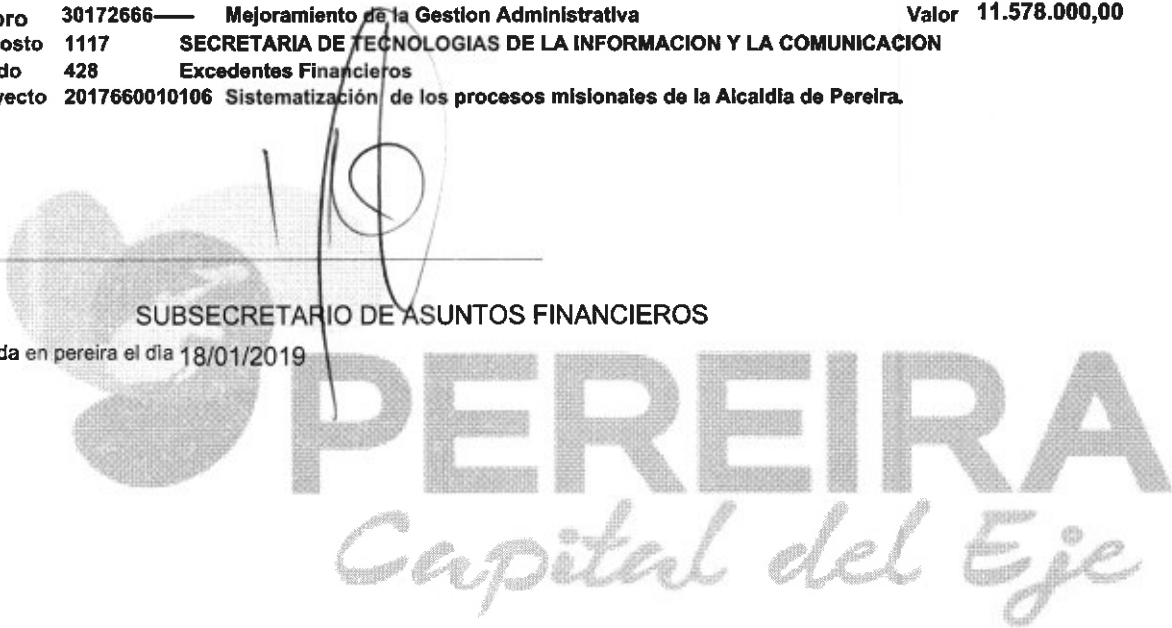 oro 30172666—— Mejoramiento de la Gestion Administrativa Valor 11.578.000,00
osto 1117 SECRETARIA DE TECNOLOGIAS DE LA INFORMACION Y LA COMUNICACION
do 428 Excedentes Financieros
yecto 2017660010106 Sistematización de los procesos misionales de la Alcaldia de Pereira.
SUBSECRETARIO DE ASUNTOS FINANCIEROS
da en pereira el dia 18/01/2019
PEREIRA
Capital del Eje